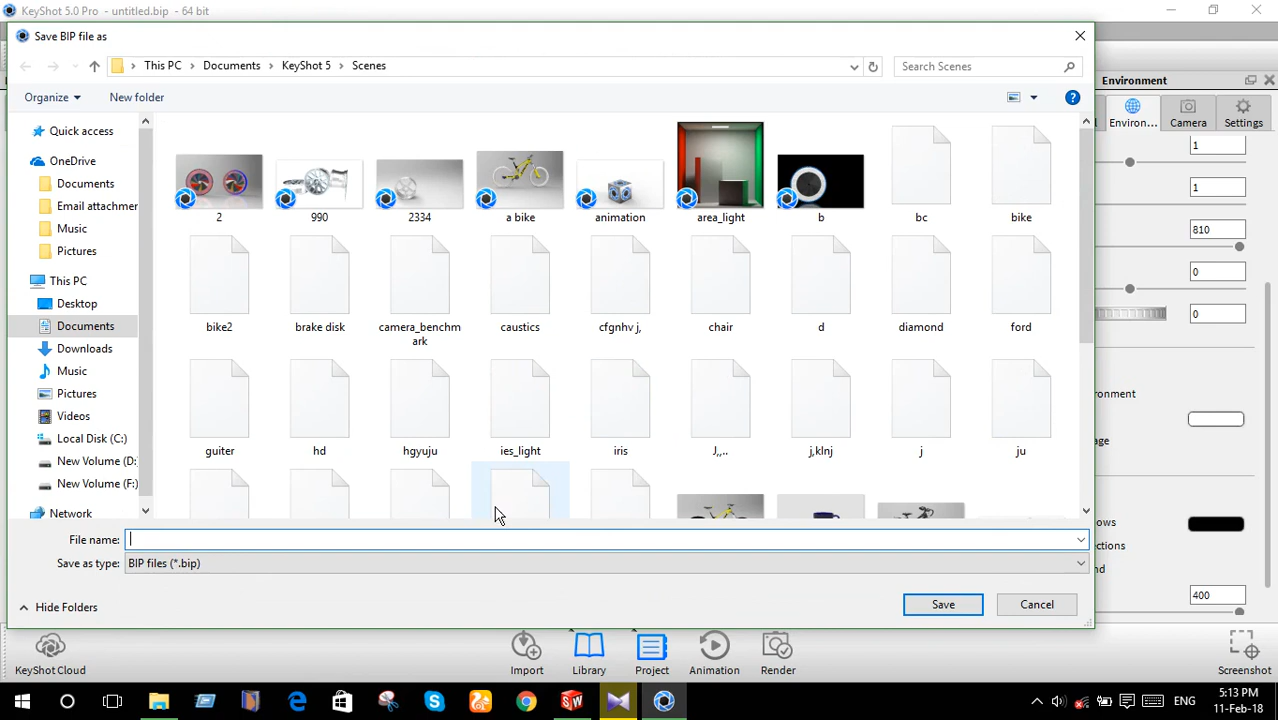 KeyShot 5.0 Pro - untitled.bip - 64 bit
Save BIP file as
This PC > Documents > KeyShot 5 > Scenes
Search Scenes
Organize
New folder
Environment
Environ...
Camera
Settings
Quick access
OneDrive
Documents
Email attachmer
Music
Pictures
This PC
Desktop
Documents
Downloads
Music
Pictures
Videos
Local Disk (C:)
New Volume (D:
New Volume (F:)
Network
2
990
2334
a bike
animation
area_light
b
bc
bike
bike2
brake disk
camera_benchm
ark
caustics
cfgnhv j,
chair
d
diamond
ford
guiter
hd
hgyuju
ies_light
iris
J,,..
j,klnj
j
ju
1
1
810
0
0
nvironment
age
ows
ections
nd
400
File name:
Save as type:
BIP files (*.bip)
Hide Folders
Save
Cancel
KeyShot Cloud
Import
Library
Project
Animation
Render
Screenshot
ENG
5:13 PM
11-Feb-18